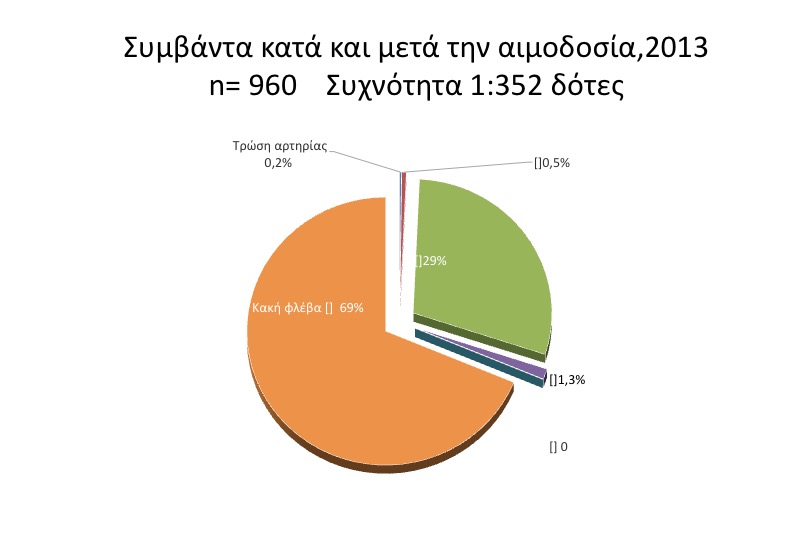 Συμβάντα κατά και μετά την αιμοδοσία,2013
n= 960 Συχνότητα 1:352 δότες
Τρώση αρτηρίας
0,2%
[]0,5%
[]29%
Κακή φλέβα [] 69%
[]1,3%
[] 0